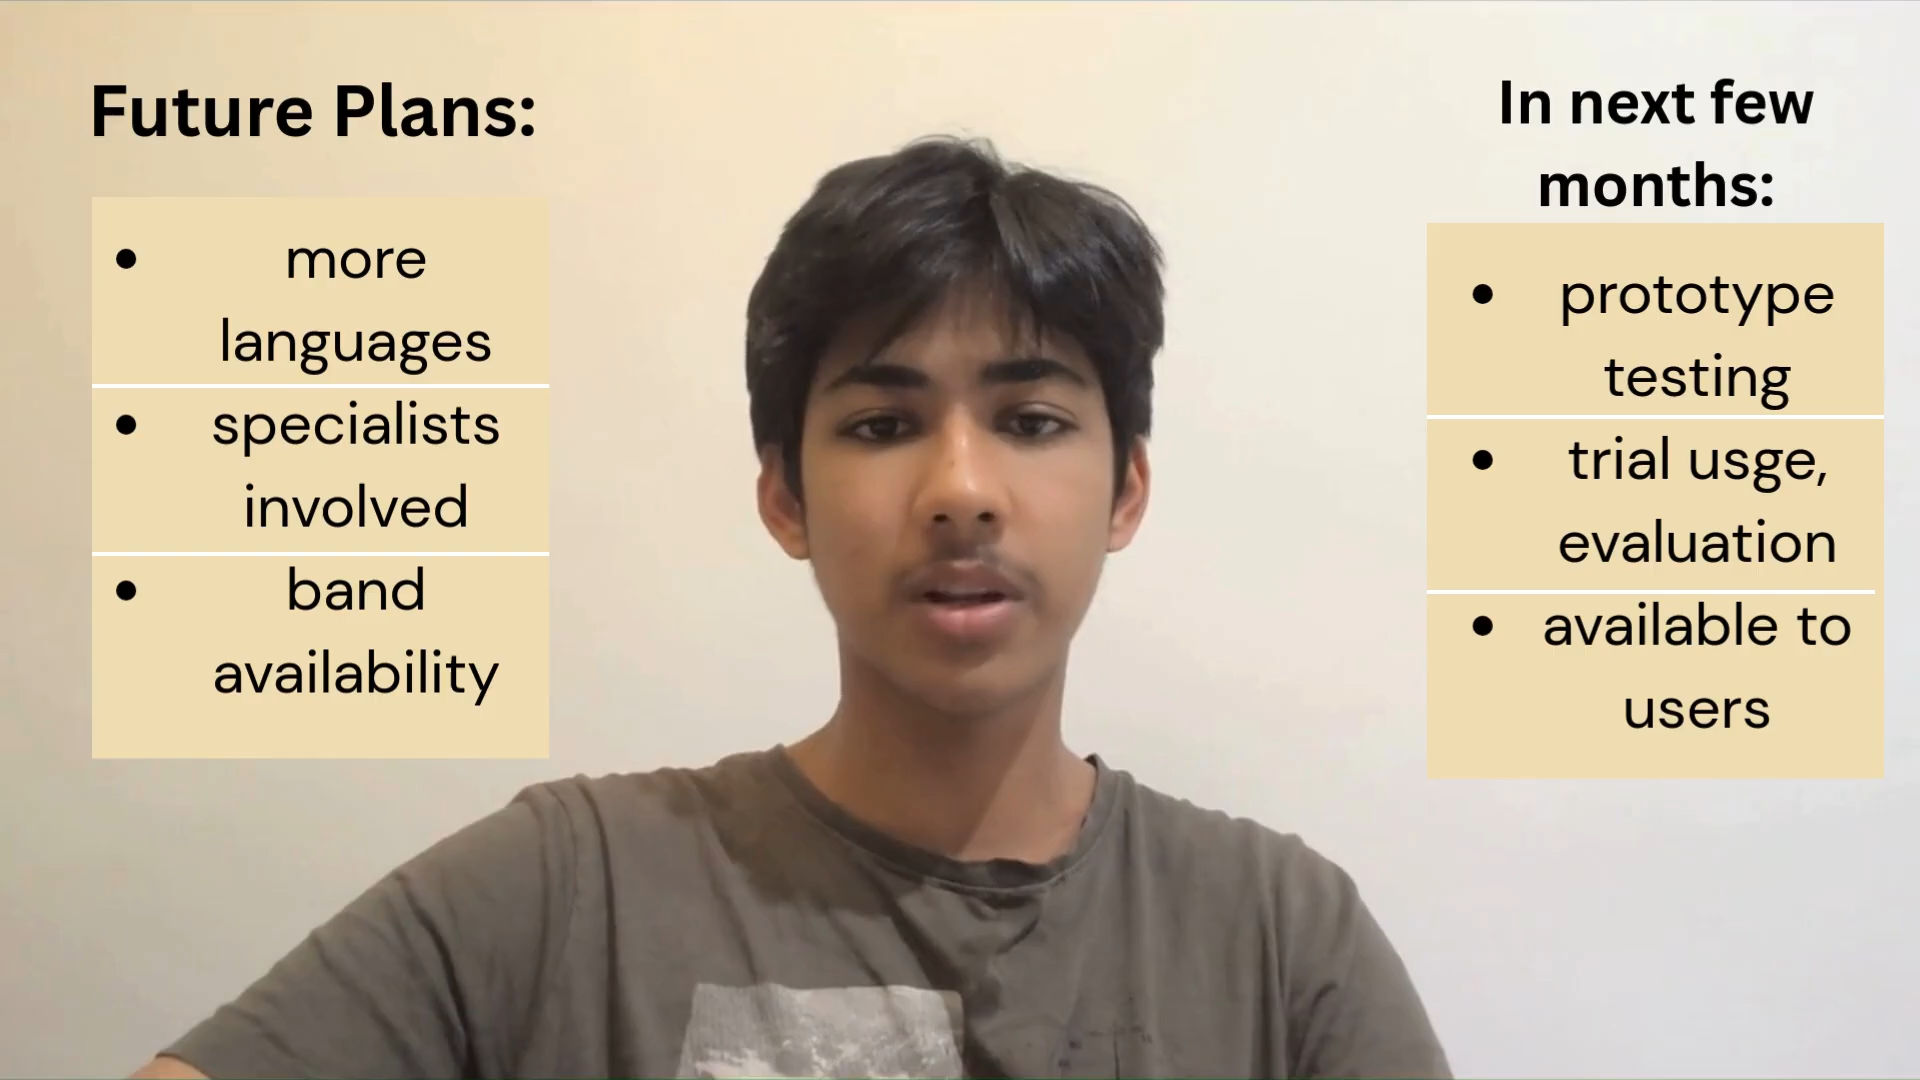 Future Plans:
• more
languages
• specialists
involved
• band
availability
In next few
months:
• prototype
testing
• trial usge,
evaluation
• available to
users